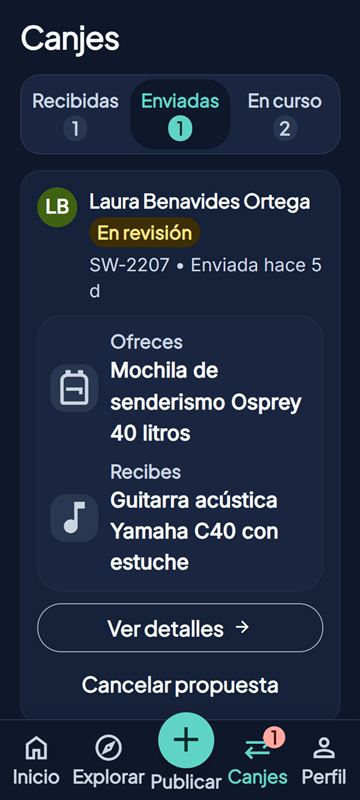 Canjes
Recibidas
1
Enviadas
1
En curso
2
LB
Laura Benavides Ortega
En revisión
SW-2207 • Enviada hace 5
d
Ofreces
Mochila de
senderismo Osprey
40 litros
Recibes
Guitarra acústica
Yamaha C40 con
estuche
Ver detalles →
Cancelar propuesta
Inicio
Explorar
Publicar
1
Canjes
Perfil